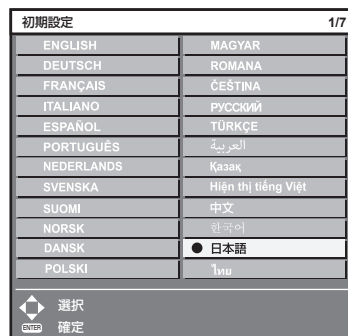 初期設定 1/7
ENGLISH
DEUTSCH
FRANÇAIS
ITALIANO
ESPAÑOL
PORTUGUÊS
NEDERLANDS
SVENSKA
SUOMI
NORSK
DANSK
POLSKI
MAGYAR
ROMANA
ČEŠTINA
РУССКИЙ
TÜRKÇE
العربية
Қазақ
Hiện thị tiếng Việt
中文
한국어
日本語
ไทย
選択
ENTER 確定